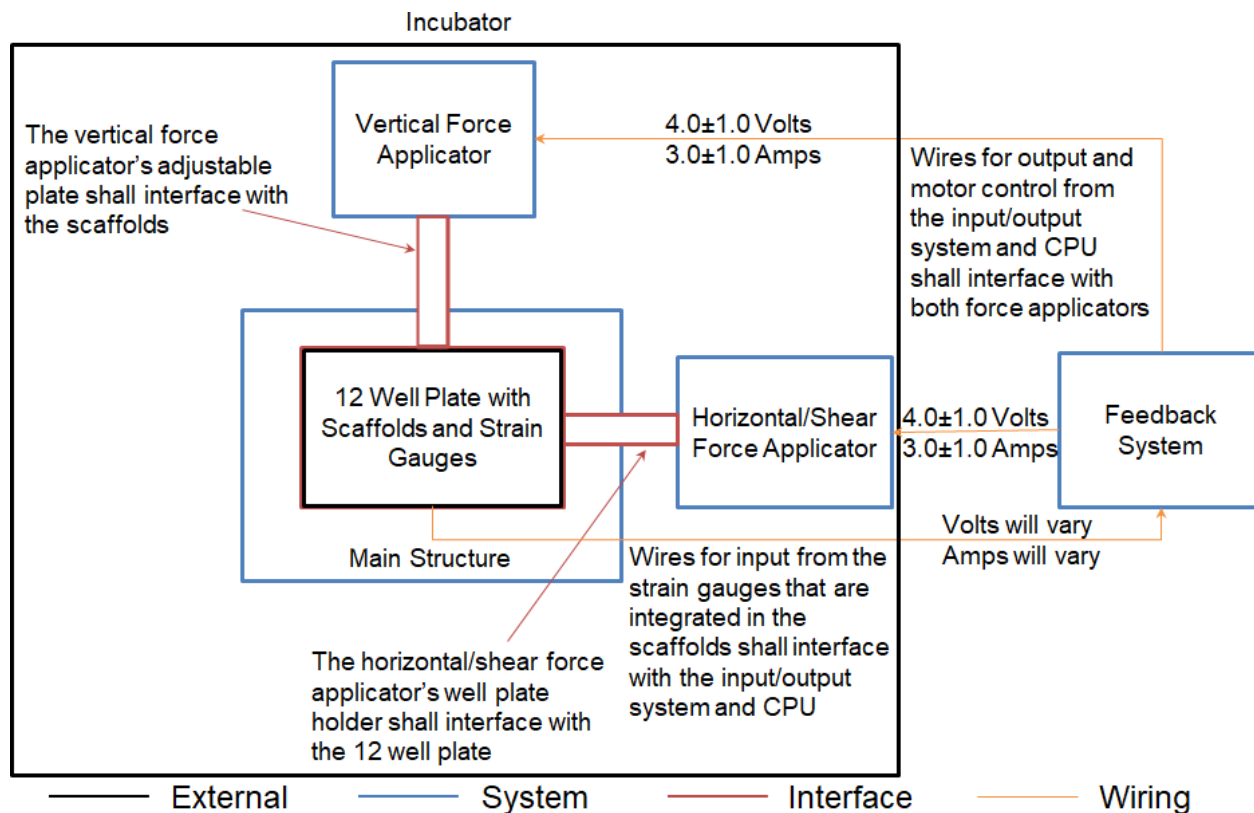 Incubator
Vertical Force
Applicator
The vertical force
applicator's adjustable
plate shall interface with
the scaffolds
4.0±1.0 Volts
3.0±1.0 Amps
Wires for output and
motor control from
the input/output
system and CPU
shall interface with
both force applicators
12 Well Plate with
Scaffolds and Strain
Gauges
Horizontal/Shear
Force Applicator
4.0±1.0 Volts
3.0±1.0 Amps
Feedback
System
Main Structure
Volts will vary
Amps will vary
Wires for input from the
strain gauges that are
integrated in the
scaffolds shall interface
with the input/output
system and CPU
The horizontal/shear force
applicator's well plate
holder shall interface with
the 12 well plate
External
System
Interface
Wiring